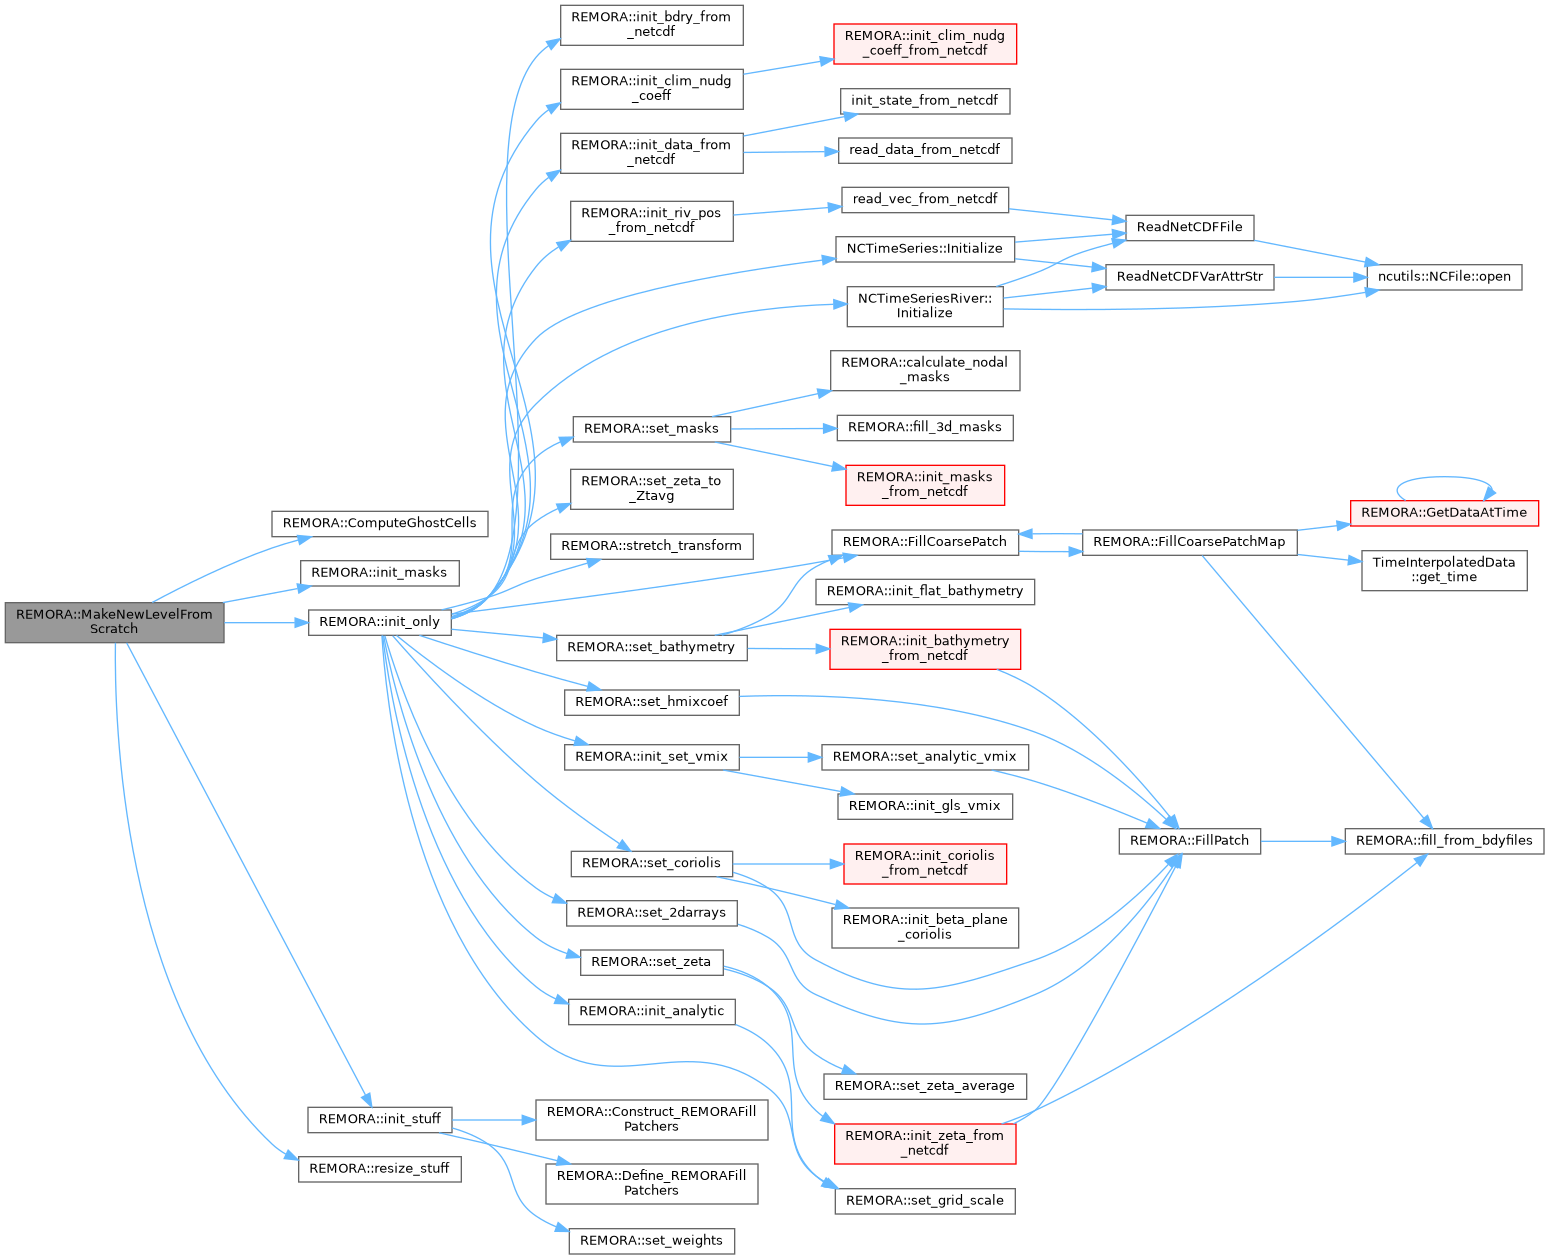 REMORA::MakeNewLevelFrom
Scratch
REMORA::ComputeGhostCells
REMORA::init_masks
REMORA::init_only
REMORA::init_stuff
REMORA::resize_stuff
REMORA::init_bdry_from
_netcdf
REMORA::init_clim_nudg
_coeff
REMORA::init_data_from
_netcdf
REMORA::init_riv_pos
_from_netcdf
REMORA::set_masks
REMORA::set_zeta_to
_Ztavg
REMORA::stretch_transform
REMORA::set_bathymetry
REMORA::set_hmixcoef
REMORA::init_set_vmix
REMORA::set_coriolis
REMORA::set_2darrays
REMORA::set_zeta
REMORA::init_analytic
REMORA::Construct_REMORAFill
Patchers
REMORA::Define_REMORAFill
Patchers
REMORA::set_weights
REMORA::init_clim_nudg
_coeff_from_netcdf
init_state_from_netcdf
read_data_from_netcdf
read_vec_from_netcdf
NCTimeSeries::Initialize
NCTimeSeriesRiver::
Initialize
REMORA::calculate_nodal
_masks
REMORA::fill_3d_masks
REMORA::init_masks
_from_netcdf
REMORA::FillCoarsePatch
REMORA::init_flat_bathymetry
REMORA::init_bathymetry
_from_netcdf
REMORA::set_analytic_vmix
REMORA::init_gls_vmix
REMORA::init_coriolis
_from_netcdf
REMORA::init_beta_plane
_coriolis
REMORA::set_zeta_average
REMORA::init_zeta_from
_netcdf
REMORA::set_grid_scale
ReadNetCDFFile
ReadNetCDFVarAttrStr
REMORA::FillCoarsePatchMap
REMORA::FillPatch
ncutils::NCFile::open
REMORA::GetDataAtTime
TimeInterpolatedData
::get_time
REMORA::fill_from_bdyfiles